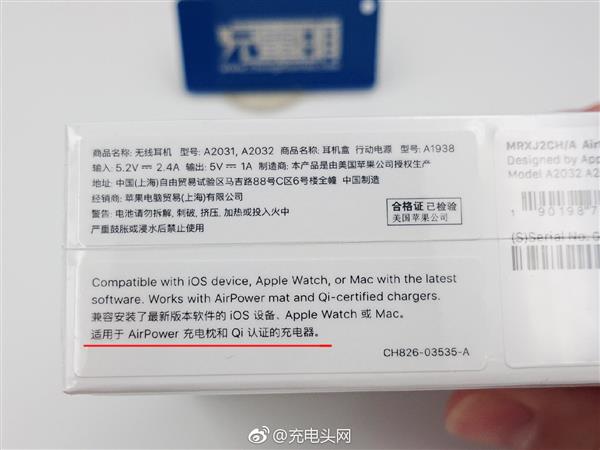 充电头
商品名称: 无线耳机 型号: A2031, A2032 商品名称: 耳机盒 行动电源 型号: A1938
输入: 5.2V⎓ 2.4A 输出: 5V⎓ 1A 制造商: 本产品是由美国苹果公司授权生产
地址: 中国(上海)自由贸易试验区马吉路88号C区6号楼全幢 中国制造
经销商: 苹果电脑贸易(上海)有限公司
警告: 电池请勿拆解, 刺破, 挤压, 加热或投入火中
严重鼓胀或浸水后禁止使用
合格证 已检验
美国苹果公司
Compatible with iOS device, Apple Watch, or Mac with the latest
software. Works with AirPower mat and Qi-certified chargers.
兼容安装了最新版本软件的 iOS 设备、Apple Watch 或 Mac。
适用于 AirPower 充电枕和 Qi 认证的充电器。
CH826-03535-A
MRXJ2CH/A Air
Designed by App
Model A2032 A2
1 90198 7
(S)Serial No. G
@充电头网